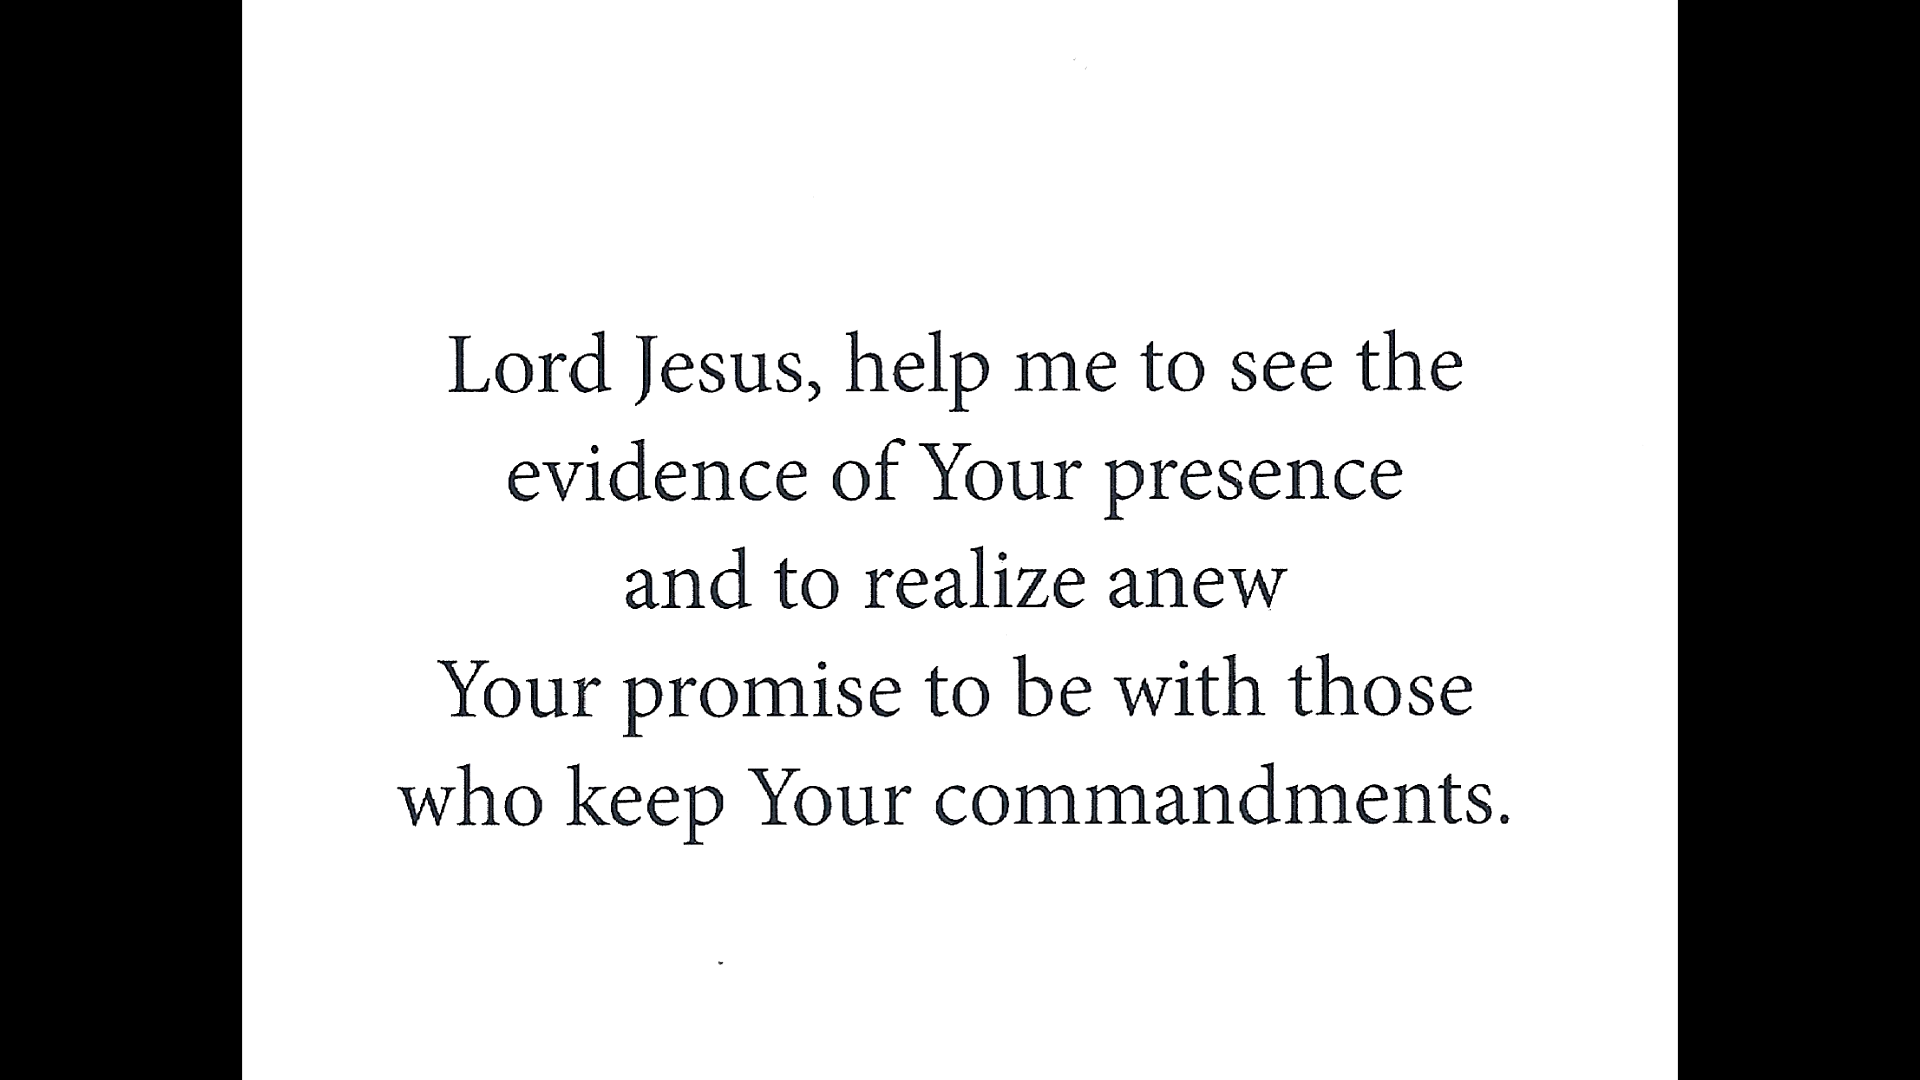 Lord Jesus, help me to see the
evidence of Your presence
and to realize anew
Your promise to be with those
who keep Your commandments.